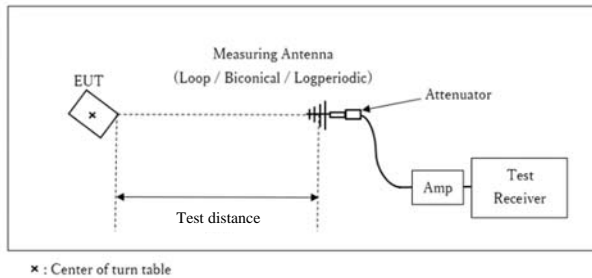 Measuring Antenna
(Loop / Biconical / Logperiodic)
EUT
Attenuator
Amp
Test
Receiver
Test distance
× : Center of turn table